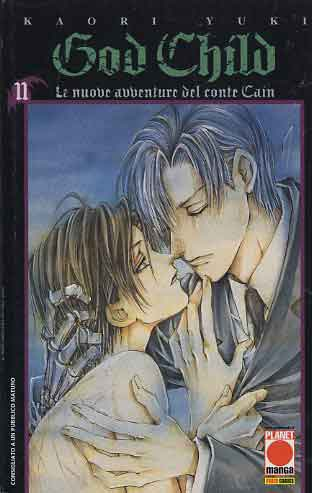 KAORI YUKI
God Child
11
Le nuove avventure del conte Cain
CONSIGLIATO A UN PUBBLICO MATURO
PLANET
manga
PANINI COMICS